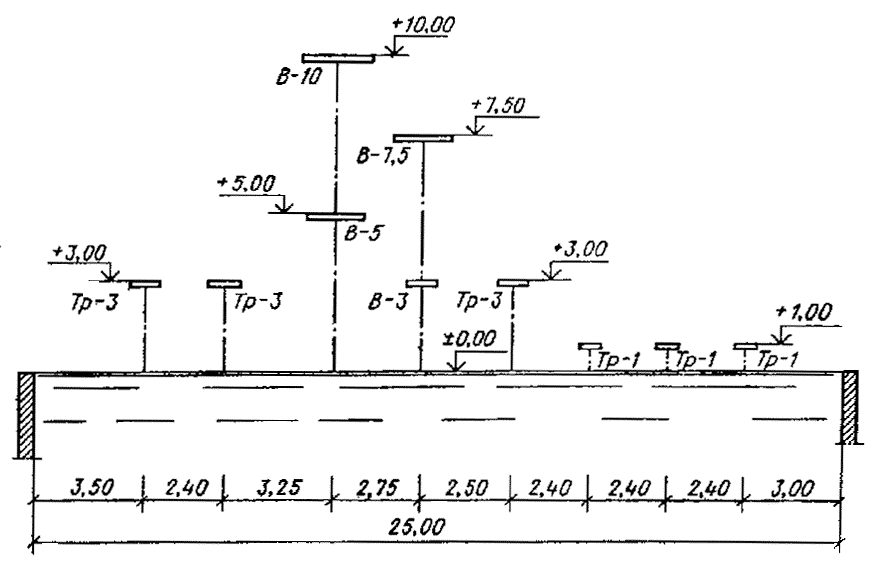 +10,00
В-10
+7,50
В-7,5
+5,00
В-5
+3,00
+3,00
Тр-3
Тр-3
В-3
Тр-3
+1,00
±0,00
Тр-1
Тр-1
Тр-1
3,50 2,40 3,25 2,75 2,50 2,40 2,40 2,40 3,00
25,00